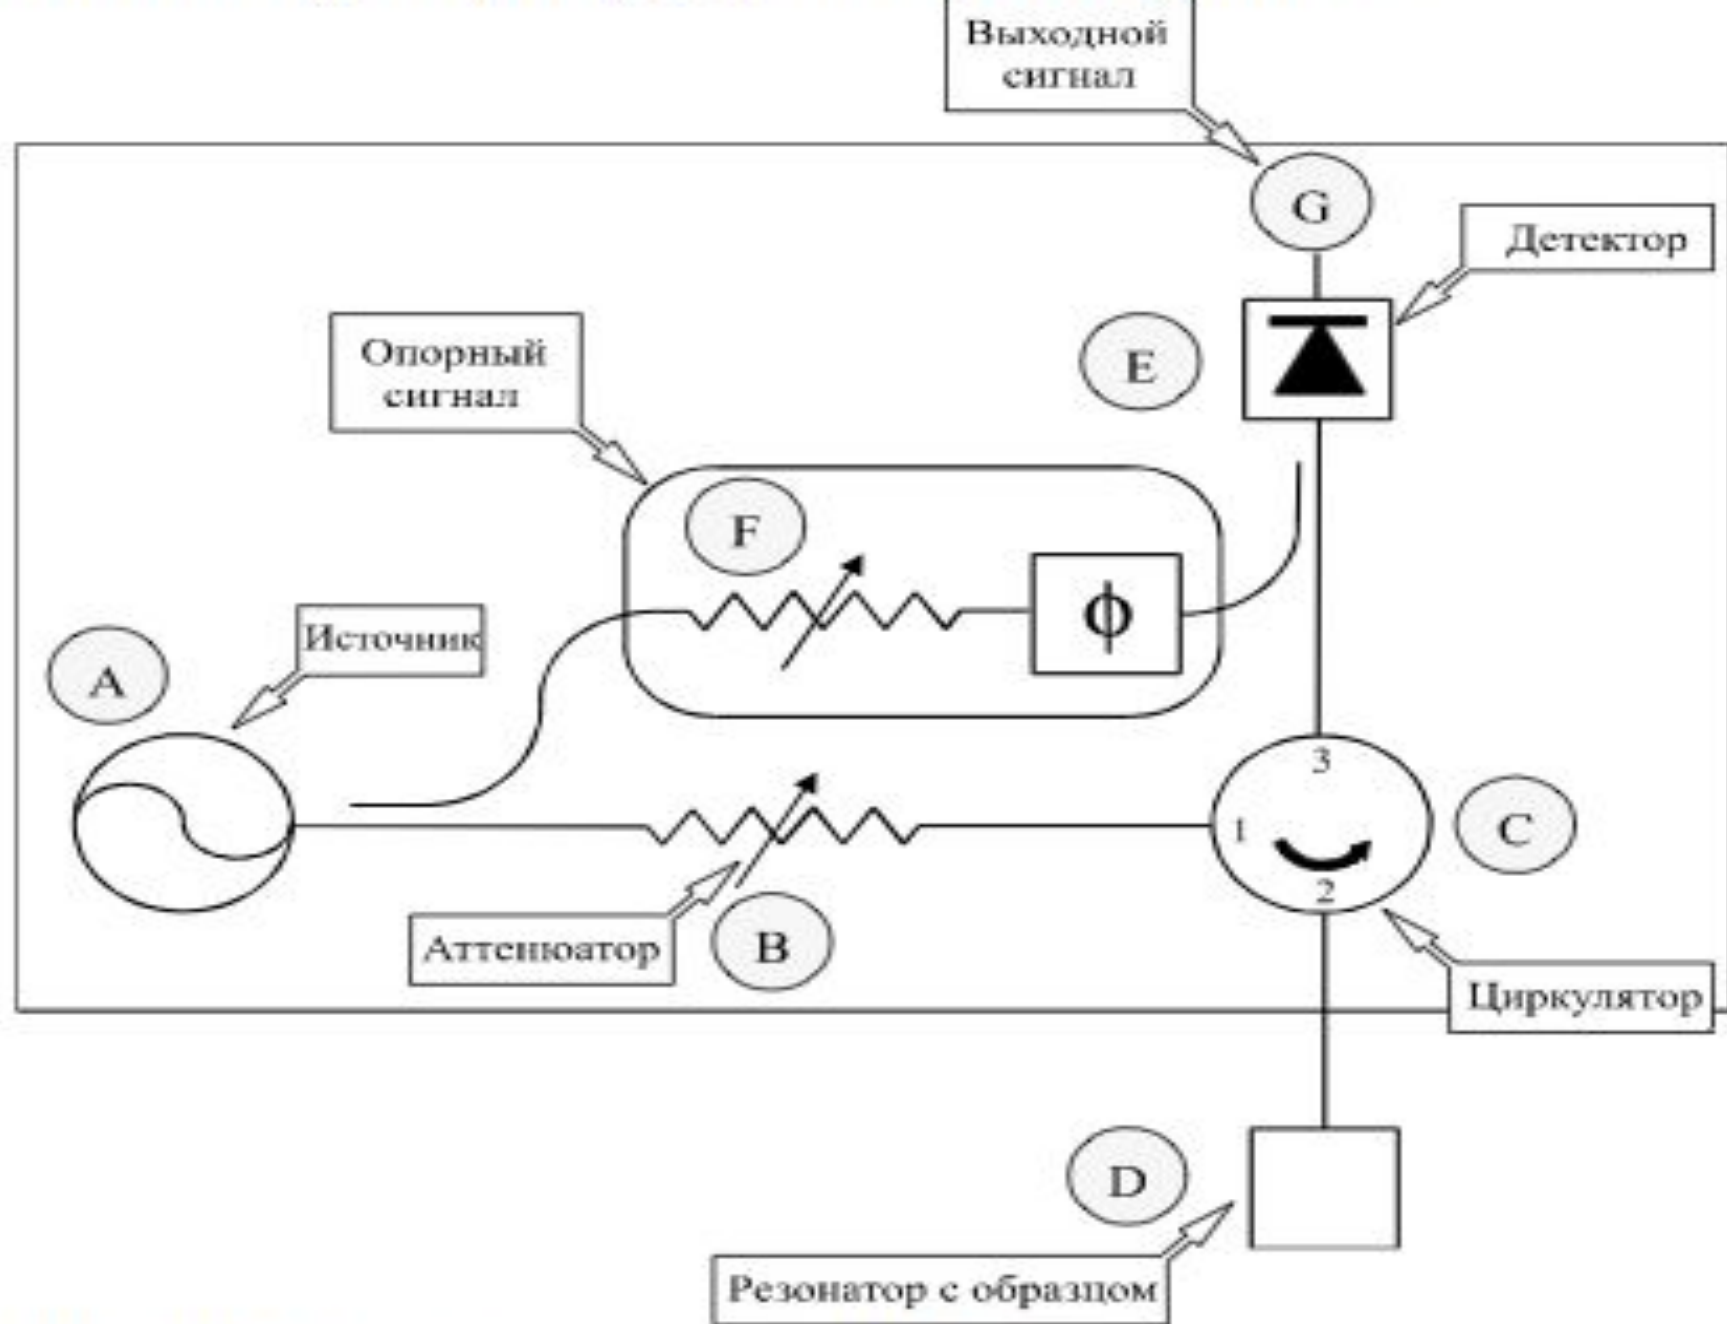 Выходной
сигнал
G
Детектор
Опорный
сигнал
E
F
ϕ
Источник
A
3
1
C
2
Аттенюатор
B
Циркулятор
D
Резонатор с образцом